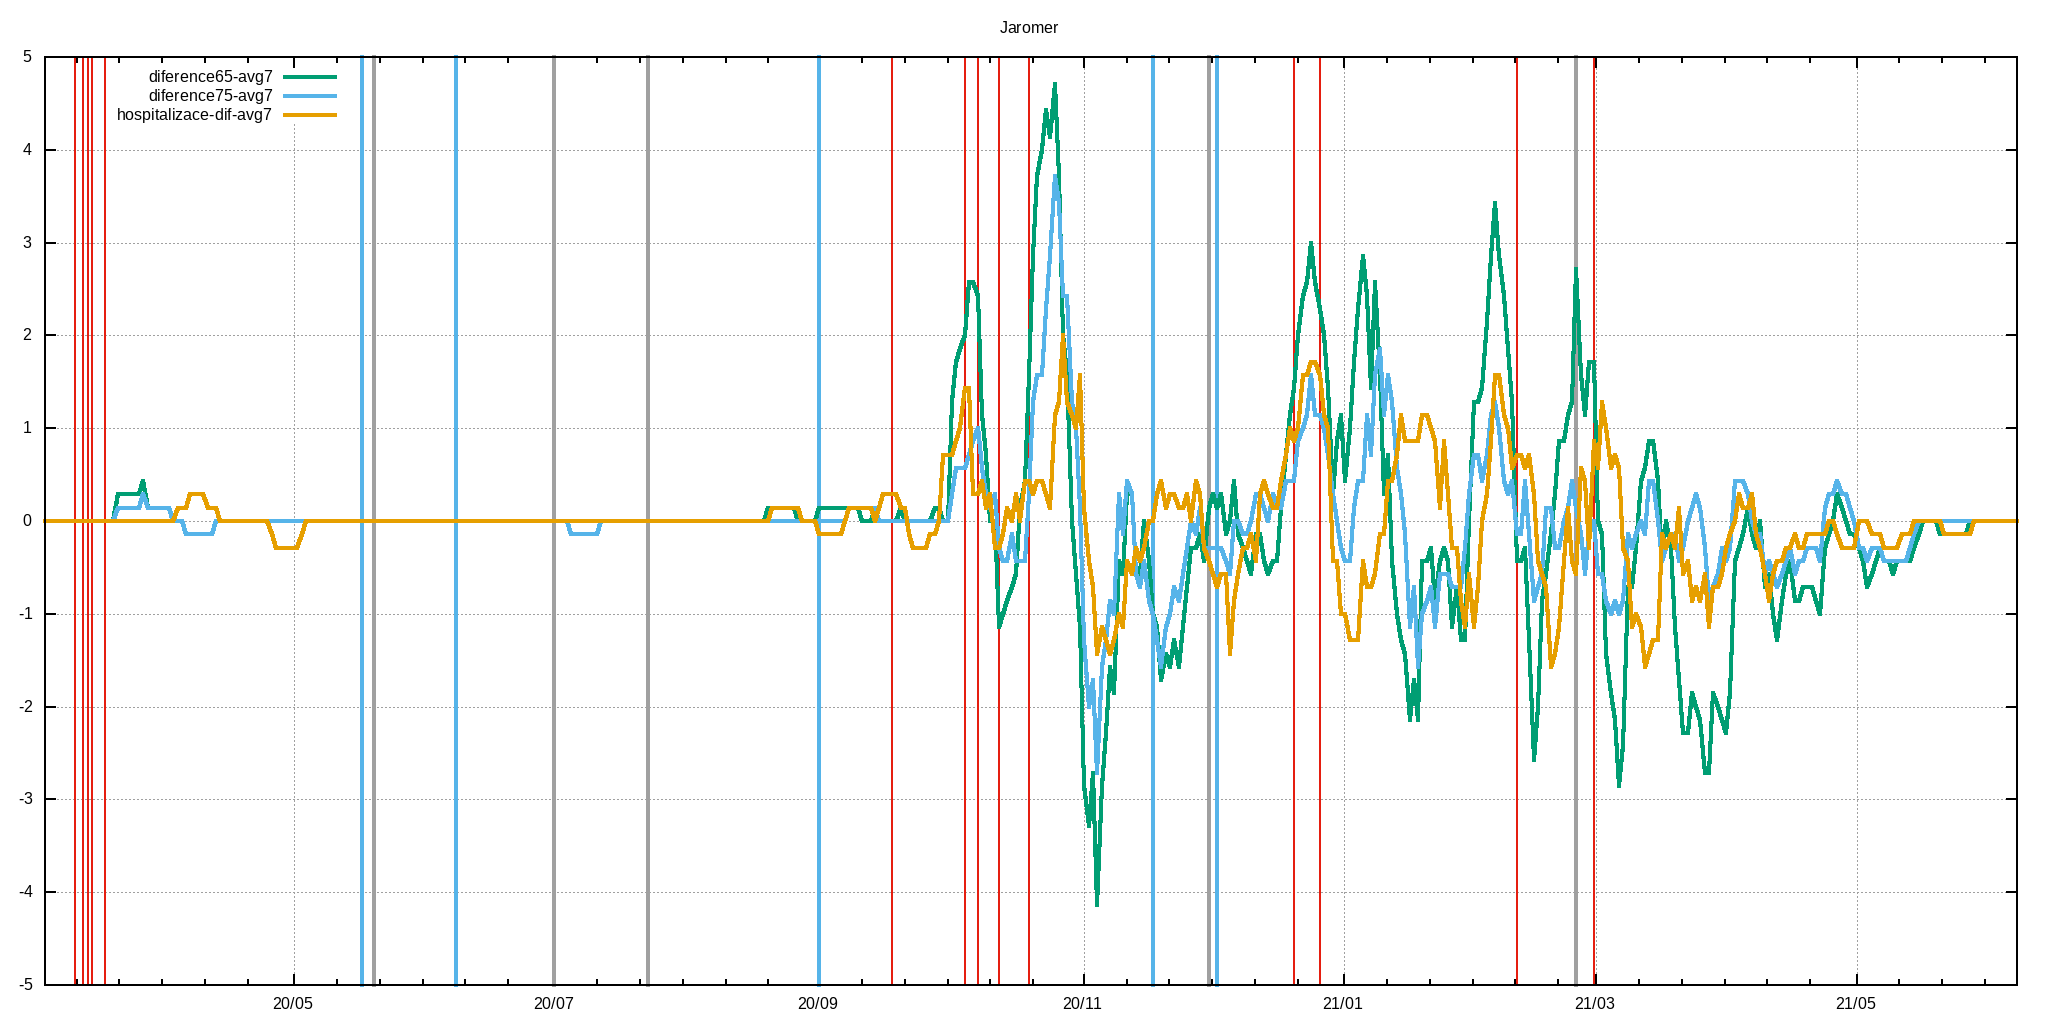 Jaromer
diference65-avg7
diference75-avg7
hospitalizace-dif-avg7
5
4
3
2
1
0
-1
-2
-3
-4
-5
20/05 20/07 20/09 20/11 21/01 21/03 21/05